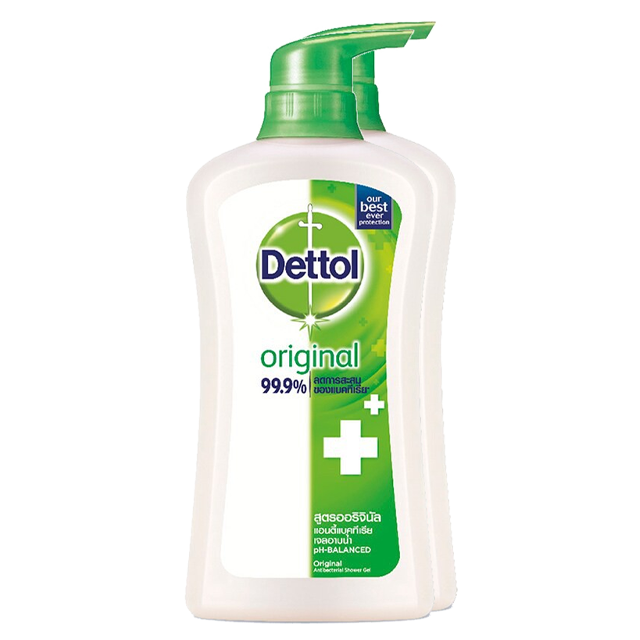 our
best
ever
protection
Dettol
original
99.9% ลดการสะสม
ของแบคทีเรีย*
สูตรออริจินัล
แอนตี้แบคทีเรีย
เจลอาบน้ำ
pH-BALANCED
Original
Antibacterial Shower Gel